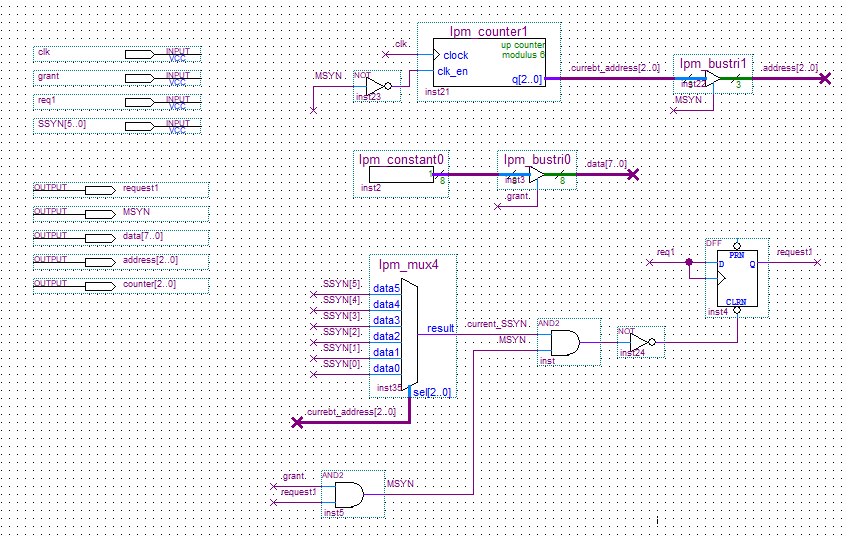 clk INPUT VCC
grant INPUT VCC
req1 INPUT VCC
SSYN[5..0] INPUT VCC
OUTPUT request1
OUTPUT MSYN
OUTPUT data[7..0]
OUTPUT address[2..0]
OUTPUT counter[2..0]
lpm_counter1
up counter
modulus 6
.clk.
clock
clk_en
q[2..0]
inst21
.MSYN.
NOT
inst23
.currebt_address[2..0]
lpm_bustri1
inst22
3
.address[2..0]
MSYN.
lpm_constant0
1
8
inst2
lpm_bustri0
inst3
8
.data[7..0]
.grant.
lpm_mux4
SSYN[5]. data5
SSYN[4]. data4
SSYN[3]. data3
SSYN[2]. data2
SSYN[1]. data1
SSYN[0]. data0
result
inst35
sel[2..0]
.currebt_address[2..0]
.current_SSYN.
MSYN
AND2
inst
NOT
inst24
req1
DFF
PRN
D
Q
CLRN
inst4
request1
.grant.
request1
AND2
MSYN
inst5